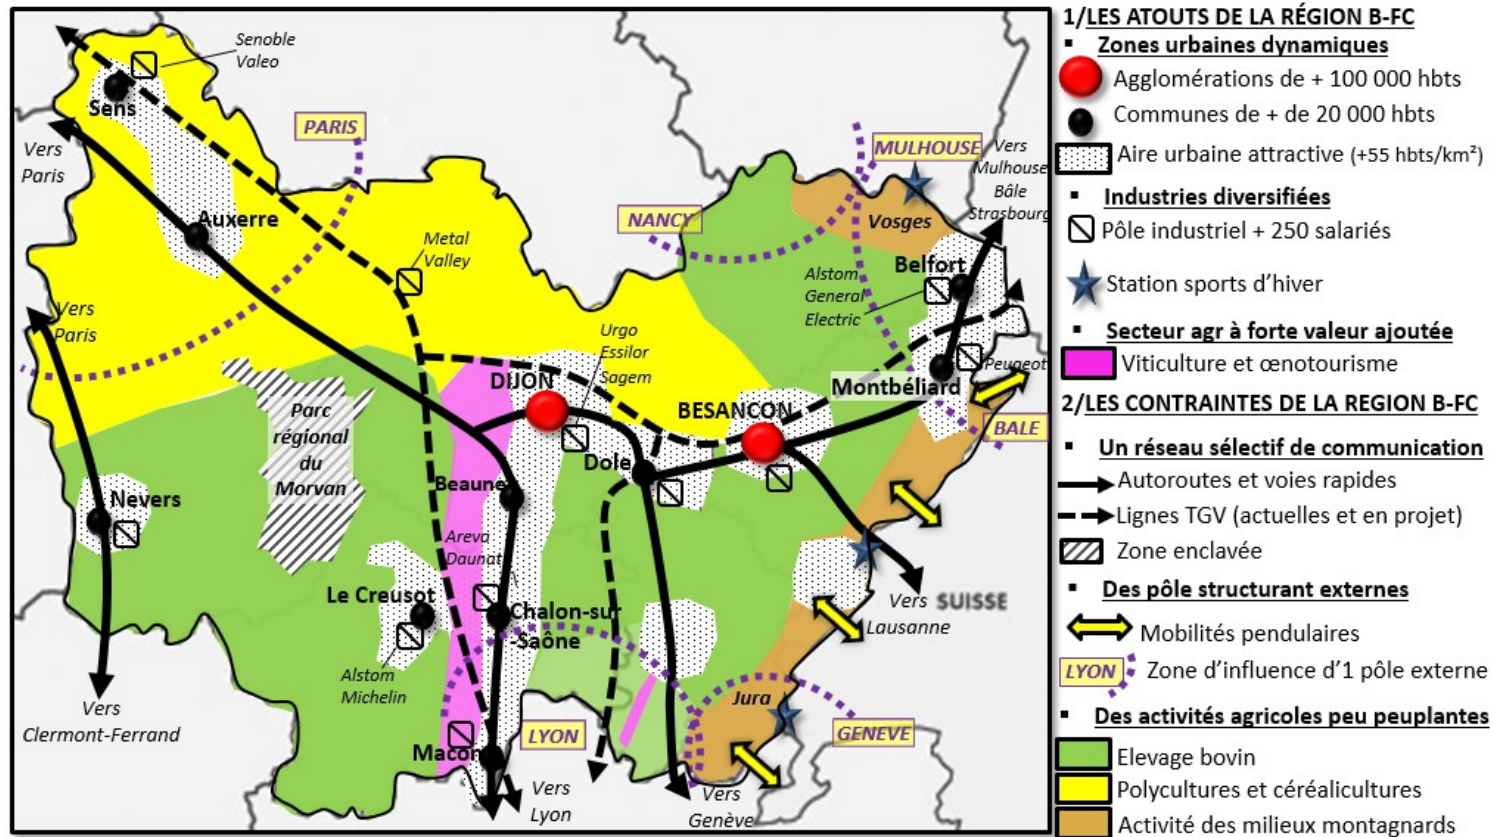 Senoble
Valeo
Sens
PARIS
Vers
Paris
MULHOUSE
Vers
Mulhouse
Bâle
Strasbourg
Auxerre
NANCY
Vosges
Metal
Valley
Belfort
Alstom
General
Electric
Vers
Paris
Urgo
Essilor
Sagem
Peugeot
DIJON
Montbéliard
BESANCON
BALE
Parc
régional
du
Morvan
Dole
Beaune
Nevers
Areva
Daunat
Le Creusot
Chalon-sur
-Saône
Vers SUISSE
Lausanne
Alstom
Michelin
Jura
Vers
Clermont-Ferrand
LYON
GENEVE
Macon
Vers
Lyon
Vers
Genève
1/LES ATOUTS DE LA RÉGION B-FC
▪ Zones urbaines dynamiques
Agglomérations de + 100 000 hbts
Communes de + de 20 000 hbts
Aire urbaine attractive (+55 hbts/km²)
▪ Industries diversifiées
Pôle industriel + 250 salariés
Station sports d’hiver
▪ Secteur agr à forte valeur ajoutée
Viticulture et œnotourisme
2/LES CONTRAINTES DE LA REGION B-FC
▪ Un réseau sélectif de communication
Autoroutes et voies rapides
Lignes TGV (actuelles et en projet)
Zone enclavée
▪ Des pôle structurant externes
Mobilités pendulaires
LYON Zone d’influence d’1 pôle externe
▪ Des activités agricoles peu peuplantes
Elevage bovin
Polycultures et céréalicultures
Activité des milieux montagnards